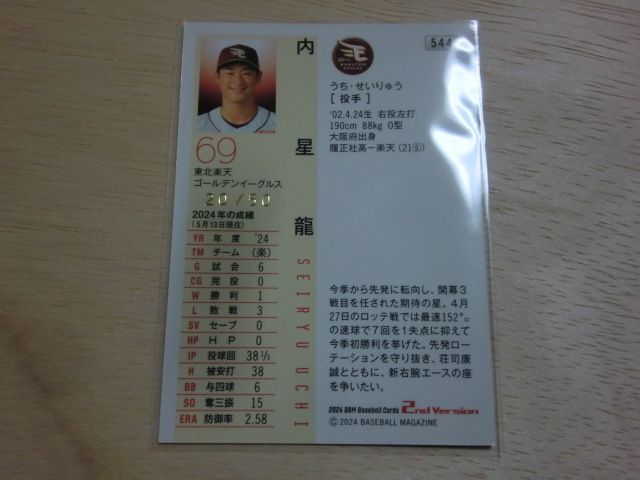 544
内星龍
SEIRYU UCHI
20th
RAKUTEN
EAGLES
うち・せいりゅう
[ 投手 ]
'02.4.24生 右投左打
190cm 88kg O型
大阪府出身
履正社高ー楽天(21⑥)
69
東北楽天
ゴールデンイーグルス
20/50
2024年の成績
(5月13日現在)
YR 年度 '24
TM チーム (楽)
G 試合 6
CG 完投 0
W 勝利 1
L 敗戦 3
SV セーブ 0
HP HP 0
IP 投球回 38 1/3
H 被安打 38
BB 与四球 6
SO 奪三振 15
ERA 防御率 2.58
今季から先発に転向し、開幕3
戦目を任された期待の星。4月
27日のロッテ戦では最速152㌔
の速球で7回を1失点に抑えて
今季初勝利を挙げた。先発ロ
ーテーションを守り抜き、荘司康
誠とともに、新右腕エースの座
を争いたい。
2024 BBM Baseball Cards 2nd Version
Ⓒ2024 BASEBALL MAGAZINE